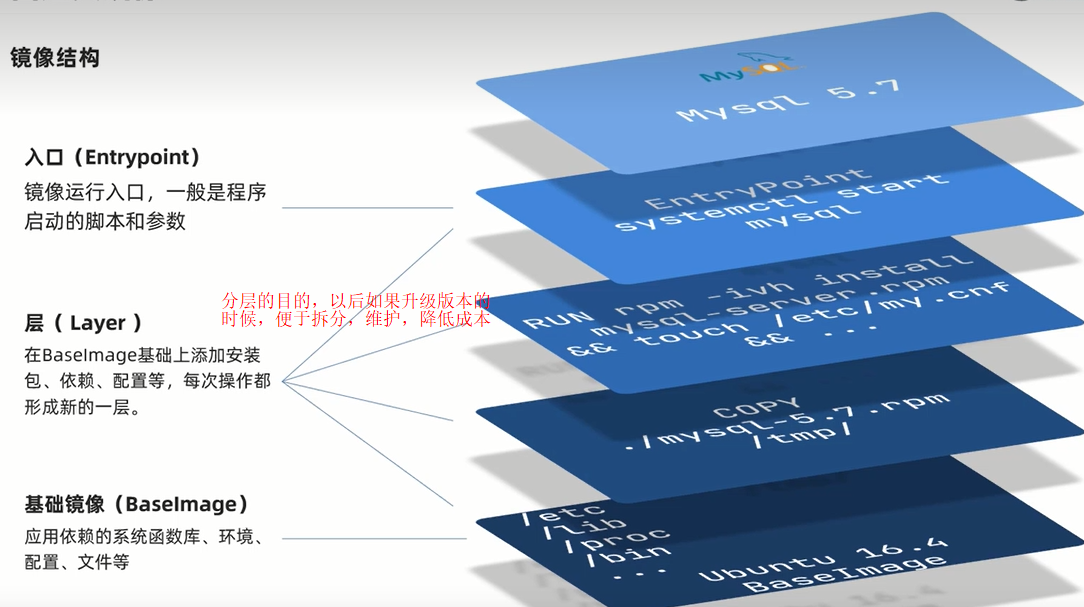 镜像结构
入口（Entrypoint）
镜像运行入口，一般是程序
启动的脚本和参数
层（ Layer ）
在BaseImage基础上添加安装
包、依赖、配置等，每次操作都
形成新的一层。
分层的目的，以后如果升级版本的
时候，便于拆分，维护，降低成本
基础镜像（BaseImage）
应用依赖的系统函数库、环境、
配置、文件等
MySQL
Mysql 5.7
EntryPoint
systemctl start
mysql
RUN rpm -ivh install
mysql-server.rpm
&& touch /etc/my.cnf
&& ...
COPY
./mysql-5.7.rpm
/tmp/
/etc
/lib
/proc
/bin
...
Ubuntu 16.4
BaseImage